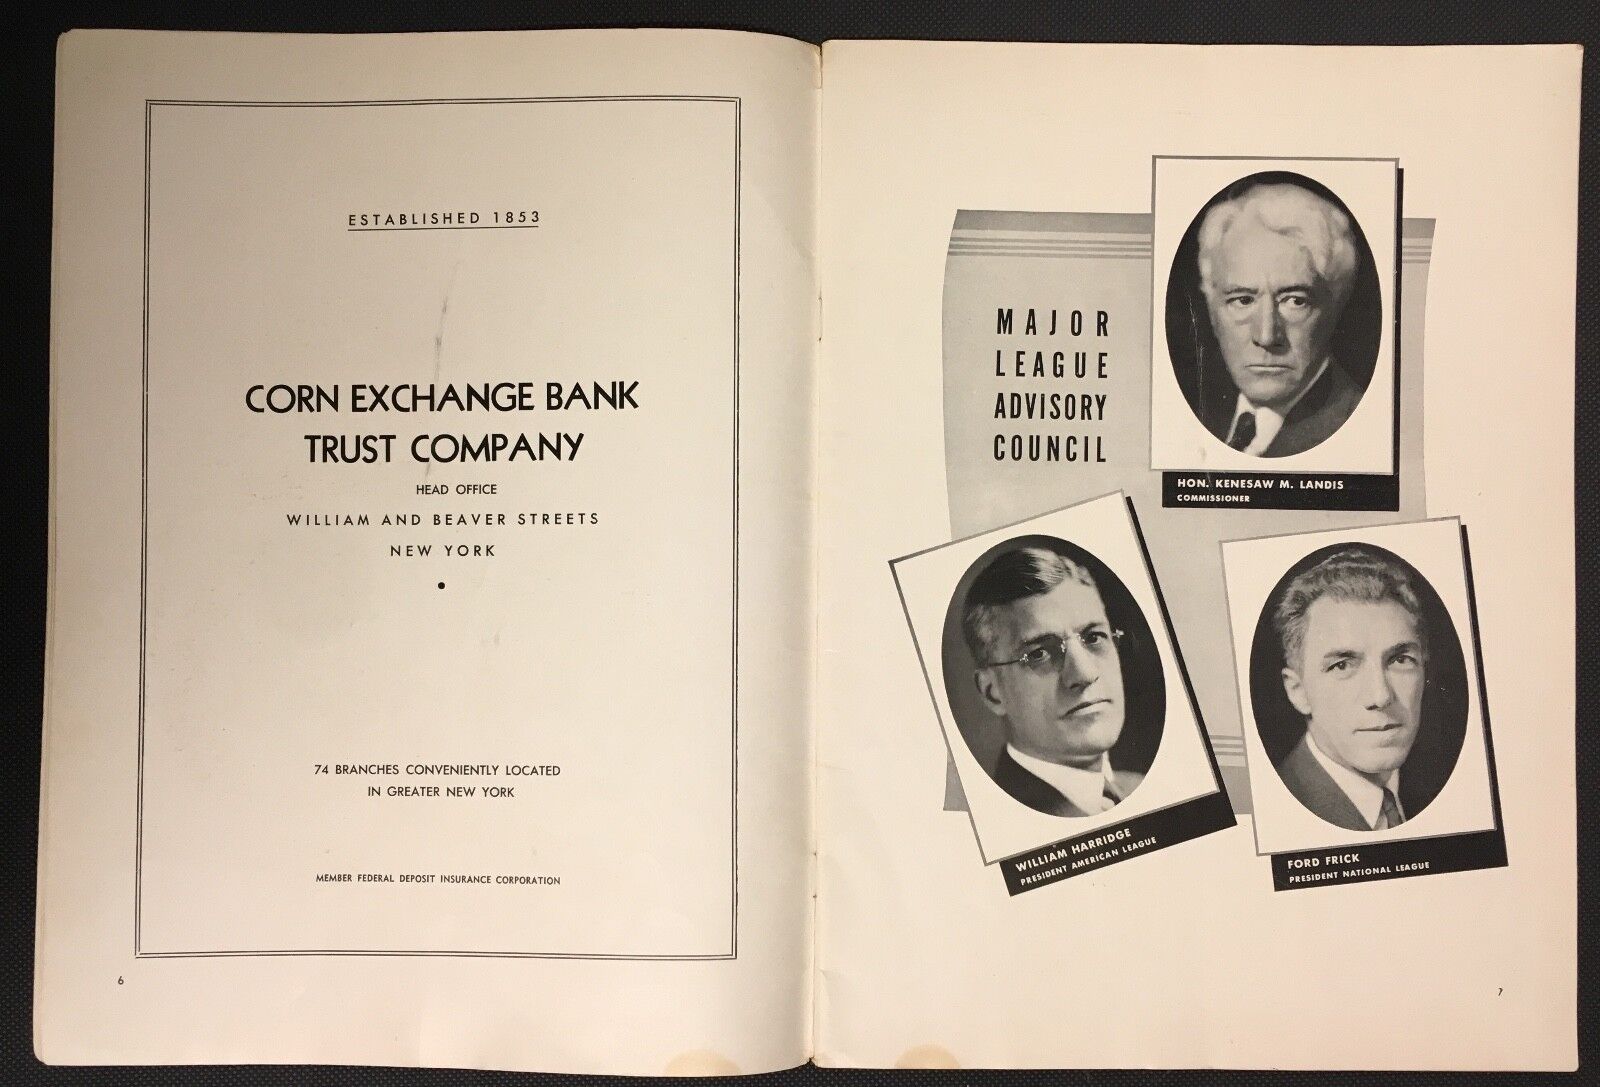 ESTABLISHED 1853
CORN EXCHANGE BANK
TRUST COMPANY
HEAD OFFICE
WILLIAM AND BEAVER STREETS
NEW YORK
74 BRANCHES CONVENIENTLY LOCATED
IN GREATER NEW YORK
MEMBER FEDERAL DEPOSIT INSURANCE CORPORATION
6
MAJOR
LEAGUE
ADVISORY
COUNCIL
HON. KENESAW M. LANDIS
COMMISSIONER
WILLIAM HARRIDGE
PRESIDENT AMERICAN LEAGUE
FORD FRICK
PRESIDENT NATIONAL LEAGUE
7